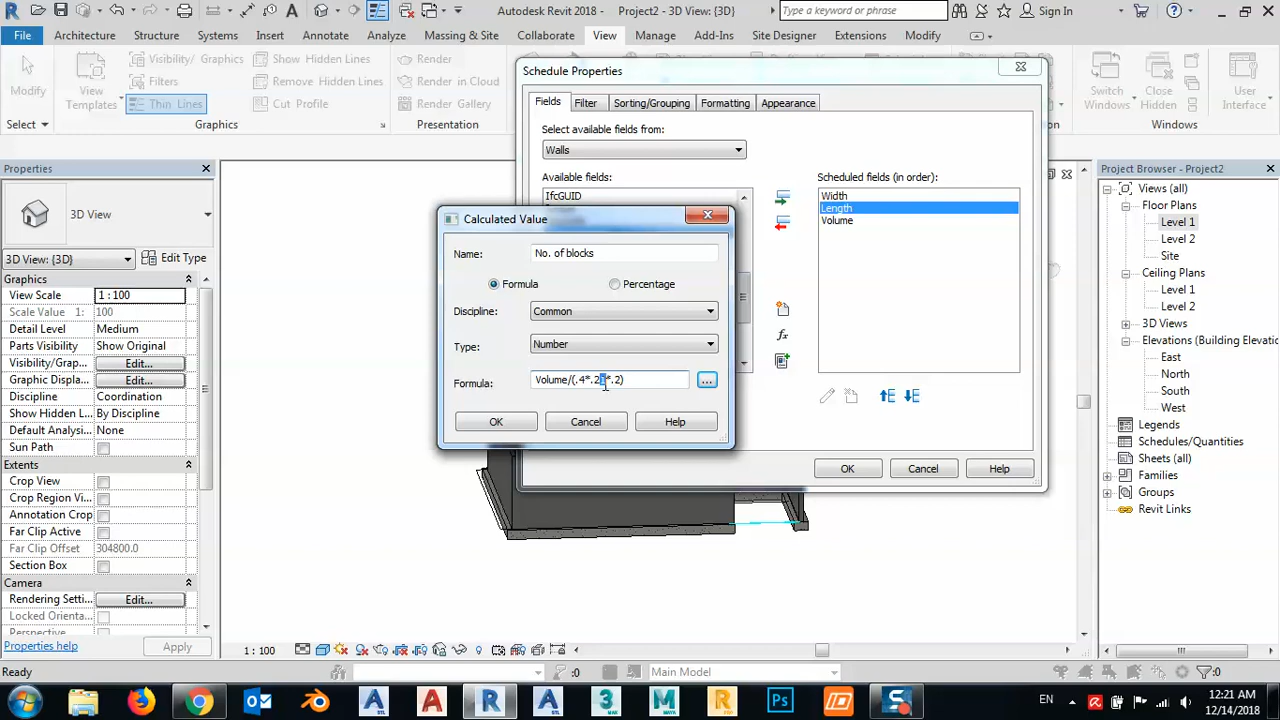 Autodesk Revit 2018 - Project2 - 3D View: {3D}
Type a keyword or phrase
Sign In
File
Architecture
Structure
Systems
Insert
Annotate
Analyze
Massing & Site
Collaborate
View
Manage
Add-Ins
Site Designer
Extensions
Modify
Modify
Select
View
Templates
Visibility/ Graphics
Filters
Thin Lines
Show Hidden Lines
Remove Hidden Lines
Cut Profile
Graphics
Render
Render in Cloud
Render Gallery
Presentation
Switch
Windows
Close
Hidden
User
Interface
Windows
Properties
3D View
3D View: {3D}
Edit Type
Graphics
View Scale 1 : 100
Scale Value 1: 100
Detail Level Medium
Parts Visibility Show Original
Visibility/Grap... Edit...
Graphic Displa... Edit...
Discipline Coordination
Show Hidden Li By Discipline
Default Analysi None
Sun Path
Extents
Crop View
Crop Region Vi
Annotation Crop
Far Clip Active
Far Clip Offset 304800.0
Section Box
Camera
Rendering Setti... Edit...
Locked Orienta
Perspective
Properties help
Apply
Schedule Properties
Fields
Filter
Sorting/Grouping
Formatting
Appearance
Select available fields from:
Walls
Available fields:
IfcGUID
Scheduled fields (in order):
Width
Length
Volume
OK
Cancel
Help
Calculated Value
Name: No. of blocks
Formula
Percentage
Discipline: Common
Type: Number
Formula: Volume/(.4*.2;*.2)
...
OK
Cancel
Help
Project Browser - Project2
Views (all)
Floor Plans
Level 1
Level 2
Site
Ceiling Plans
Level 1
Level 2
3D Views
Elevations (Building Elevatio
East
North
South
West
Legends
Schedules/Quantities
Sheets (all)
Families
Groups
Revit Links
1 : 100
Ready
:0
Main Model
:0
EN
12:21 AM
12/14/2018